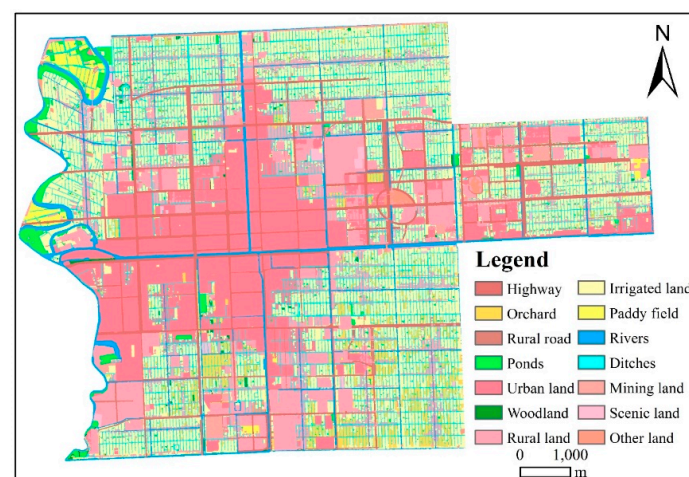 N
Legend
Highway Irrigated land
Orchard Paddy field
Rural road Rivers
Ponds Ditches
Urban land Mining land
Woodland Scenic land
Rural land Other land
0 1,000
m